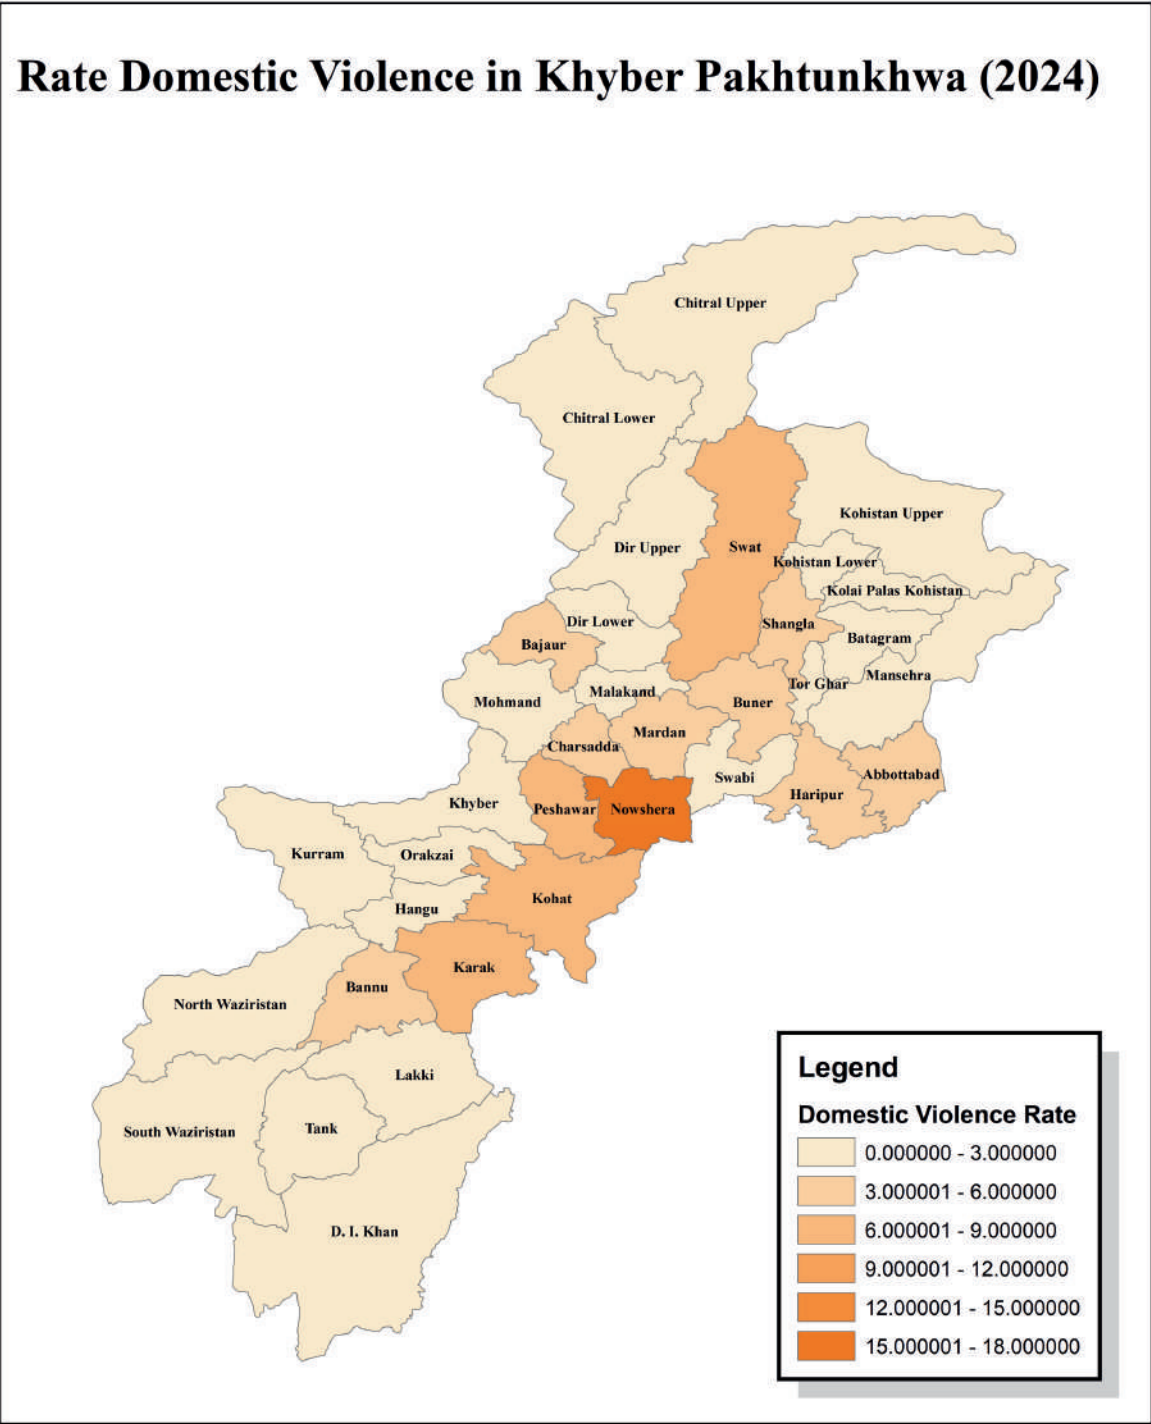 Rate Domestic Violence in Khyber Pakhtunkhwa (2024)
Chitral Upper
Chitral Lower
Kohistan Upper
Dir Upper
Swat
Kohistan Lower
Kolai Palas Kohistan
Dir Lower
Shangla
Batagram
Bajaur
Mansehra
Tor Ghar
Malakand
Mohmand
Buner
Mardan
Charsadda
Abbottabad
Swabi
Haripur
Khyber
Peshawar
Nowshera
Kurram
Orakzai
Kohat
Hangu
Karak
Bannu
North Waziristan
Lakki
Tank
South Waziristan
D. I. Khan
Legend
Domestic Violence Rate
0.000000 - 3.000000
3.000001 - 6.000000
6.000001 - 9.000000
9.000001 - 12.000000
12.000001 - 15.000000
15.000001 - 18.000000